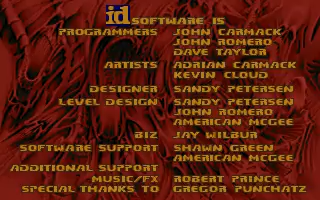 id SOFTWARE IS
PROGRAMMERS JOHN CARMACK
JOHN ROMERO
DAVE TAYLOR
ARTISTS ADRIAN CARMACK
KEVIN CLOUD
DESIGNER SANDY PETERSEN
LEVEL DESIGN SANDY PETERSEN
JOHN ROMERO
AMERICAN MCGEE
BIZ JAY WILBUR
SOFTWARE SUPPORT SHAWN GREEN
AMERICAN MCGEE
ADDITIONAL SUPPORT
MUSIC/FX ROBERT PRINCE
SPECIAL THANKS TO GREGOR PUNCHATZ